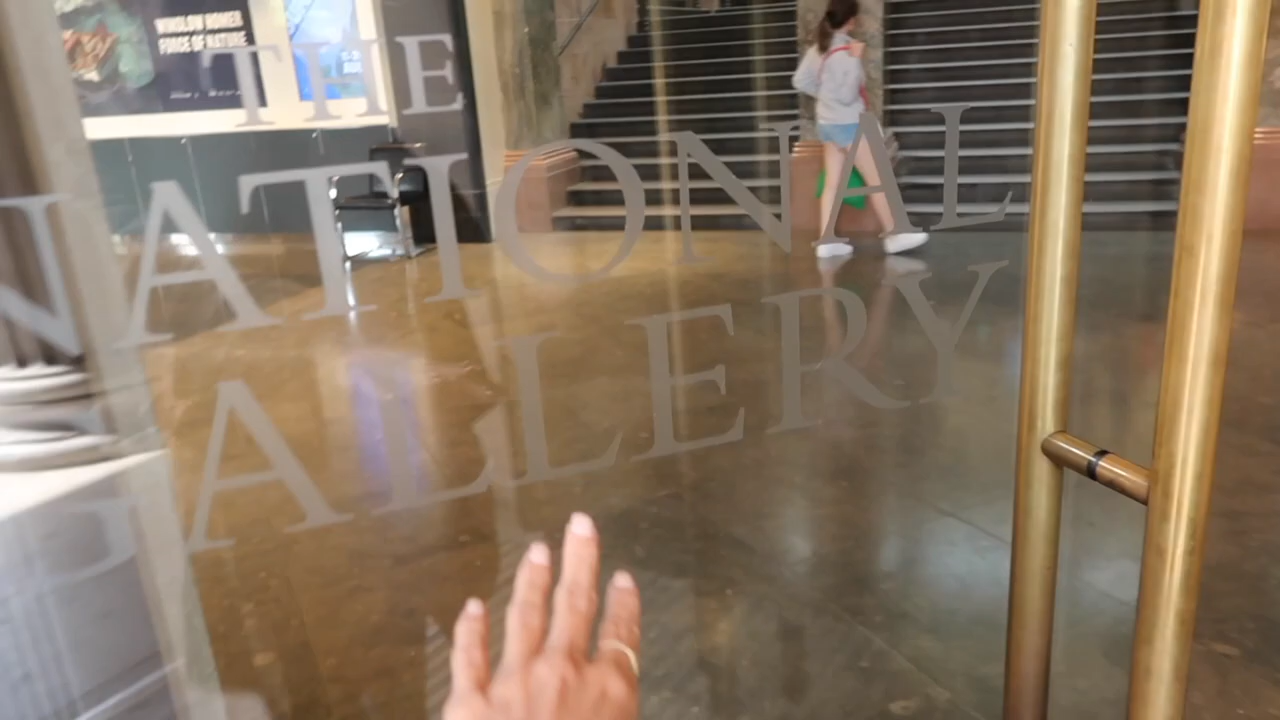 WINSLOW HOMER
FORCE OF NATURE
THE
NATIONAL
GALLERY